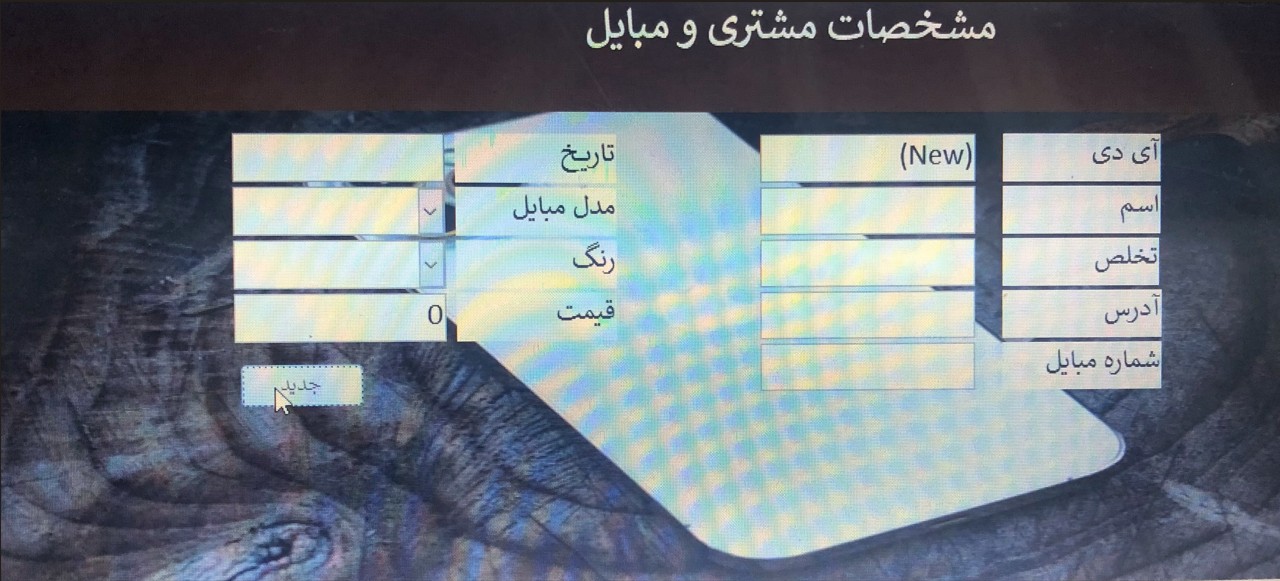 مشخصات مشتری و مبایل
آی دی (New)
تاریخ
اسم
مدل مبایل
تخلص
رنگ
آدرس
قیمت 0
شماره مبایل
جدید